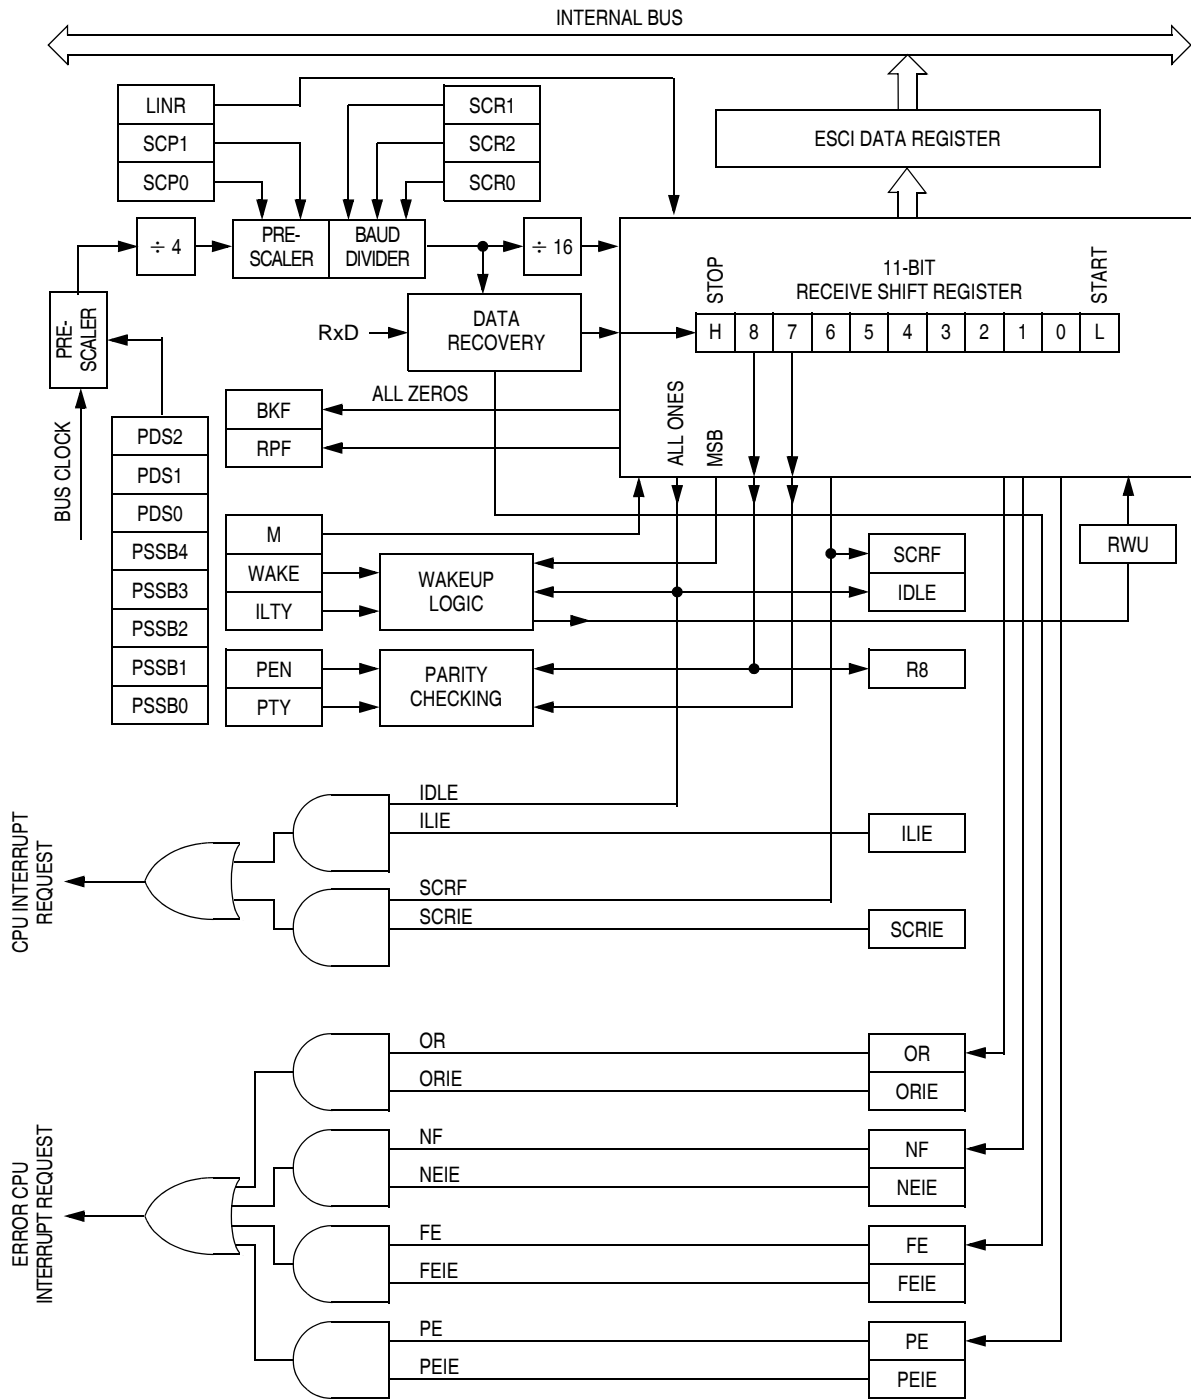 INTERNAL BUS
LINR
SCP1
SCP0
SCR1
SCR2
SCR0
ESCI DATA REGISTER
÷ 4
PRE-
SCALER
BAUD
DIVIDER
÷ 16
PRE-
SCALER
BUS CLOCK
RxD
DATA
RECOVERY
STOP
11-BIT
RECEIVE SHIFT REGISTER
START
H 8 7 6 5 4 3 2 1 0 L
ALL ZEROS
BKF
RPF
ALL ONES
MSB
PDS2
PDS1
PDS0
PSSB4
PSSB3
PSSB2
PSSB1
PSSB0
M
WAKE
ILTY
WAKEUP
LOGIC
SCRF
IDLE
RWU
PEN
PTY
PARITY
CHECKING
R8
CPU INTERRUPT
REQUEST
IDLE
ILIE
ILIE
SCRF
SCRIE
SCRIE
ERROR CPU
INTERRUPT REQUEST
OR
ORIE
OR
ORIE
NF
NEIE
NF
NEIE
FE
FEIE
FE
FEIE
PE
PEIE
PE
PEIE